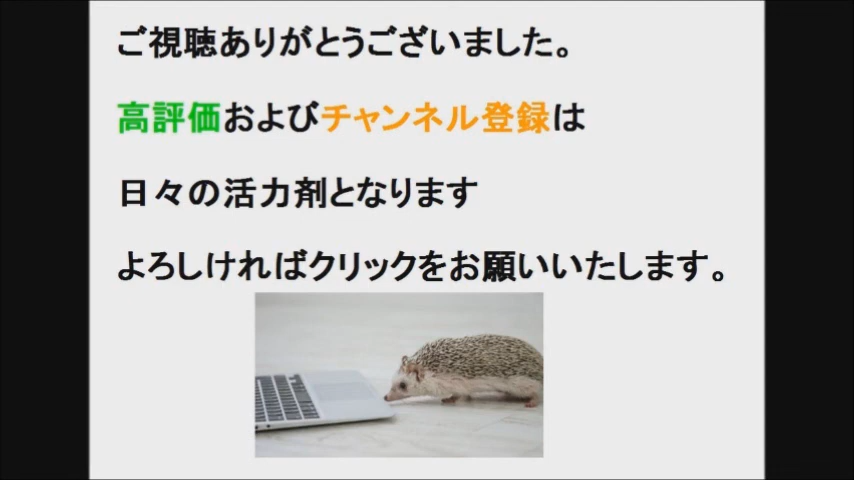 ご視聴ありがとうございました。
高評価およびチャンネル登録は
日々の活力剤となります
よろしければクリックをお願いいたします。